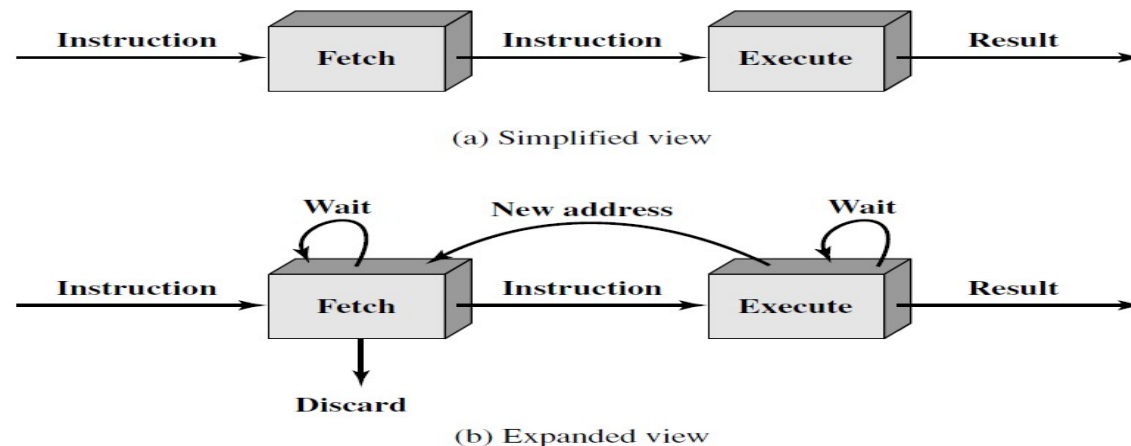 Instruction Fetch Instruction Execute Result
(a) Simplified view
Wait New address Wait
Instruction Fetch Instruction Execute Result
Discard
(b) Expanded view